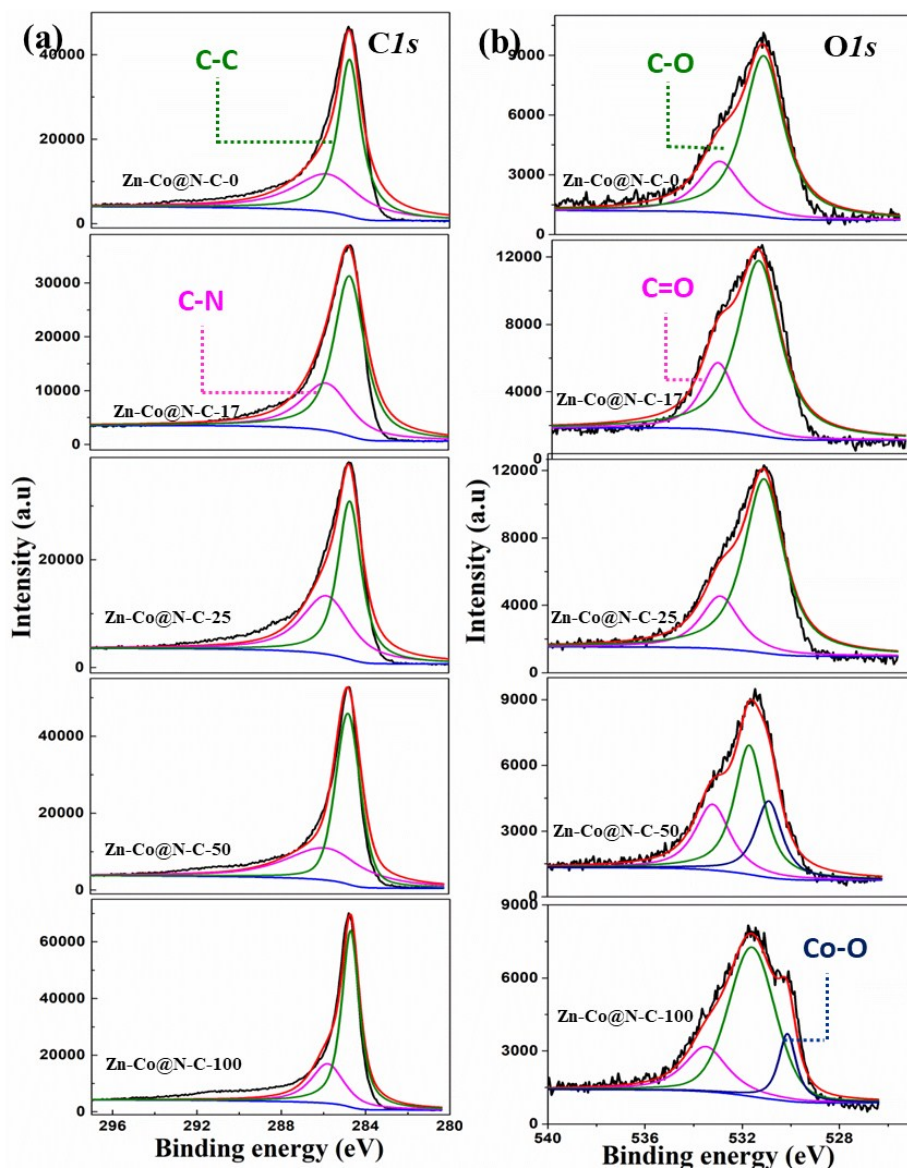 (a)
C1s
C-C
40000
20000
0
Zn-Co@N-C-0
C-N
30000
20000
10000
0
Zn-Co@N-C-17
20000
0
Zn-Co@N-C-25
40000
20000
0
Zn-Co@N-C-50
60000
40000
20000
0
Zn-Co@N-C-100
296 292 288 284 280
Binding energy (eV)
Intensity (a.u)
(b)
O1s
C-O
9000
6000
3000
0
Zn-Co@N-C-0
C=O
12000
8000
4000
0
Zn-Co@N-C-17
12000
8000
4000
0
Zn-Co@N-C-25
9000
6000
3000
0
Zn-Co@N-C-50
Co-O
9000
6000
3000
0
Zn-Co@N-C-100
540 536 532 528
Binding energy (eV)
Intensity (a.u)